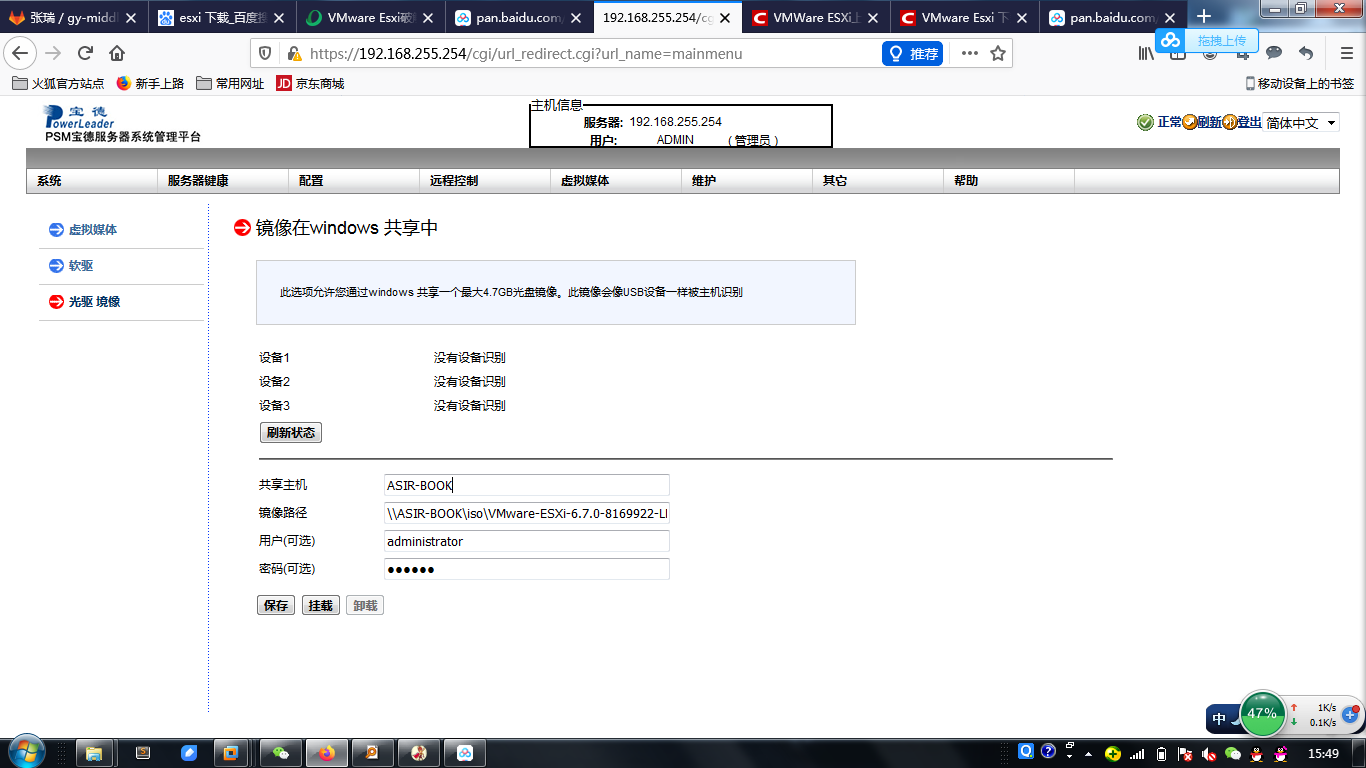 张瑞 / gy-middl
esxi 下载_百度搜
VMware Esxi破解
pan.baidu.com/
192.168.255.254/cg
VMWare ESXi上
VMware Esxi 下
pan.baidu.com/
拖拽上传
https://192.168.255.254/cgi/url_redirect.cgi?url_name=mainmenu
推荐
火狐官方站点
新手上路
常用网址
JD 京东商城
移动设备上的书签
宝 德
PowerLeader
PSM宝德服务器系统管理平台
主机信息
服务器: 192.168.255.254
用户: ADMIN （管理员）
正常
刷新
登出
简体中文
系统
服务器健康
配置
远程控制
虚拟媒体
维护
其它
帮助
虚拟媒体
软驱
光驱 境像
镜像在windows 共享中
此选项允许您通过windows 共享一个最大4.7GB光盘镜像。此镜像会像USB设备一样被主机识别
设备1 没有设备识别
设备2 没有设备识别
设备3 没有设备识别
刷新状态
共享主机 ASIR-BOOK
镜像路径 \\ASIR-BOOK\iso\VMware-ESXi-6.7.0-8169922-LI
用户(可选) administrator
密码(可选) ●●●●●●
保存
挂载
卸载
中
47%
1K/s
0.1K/s
15:49